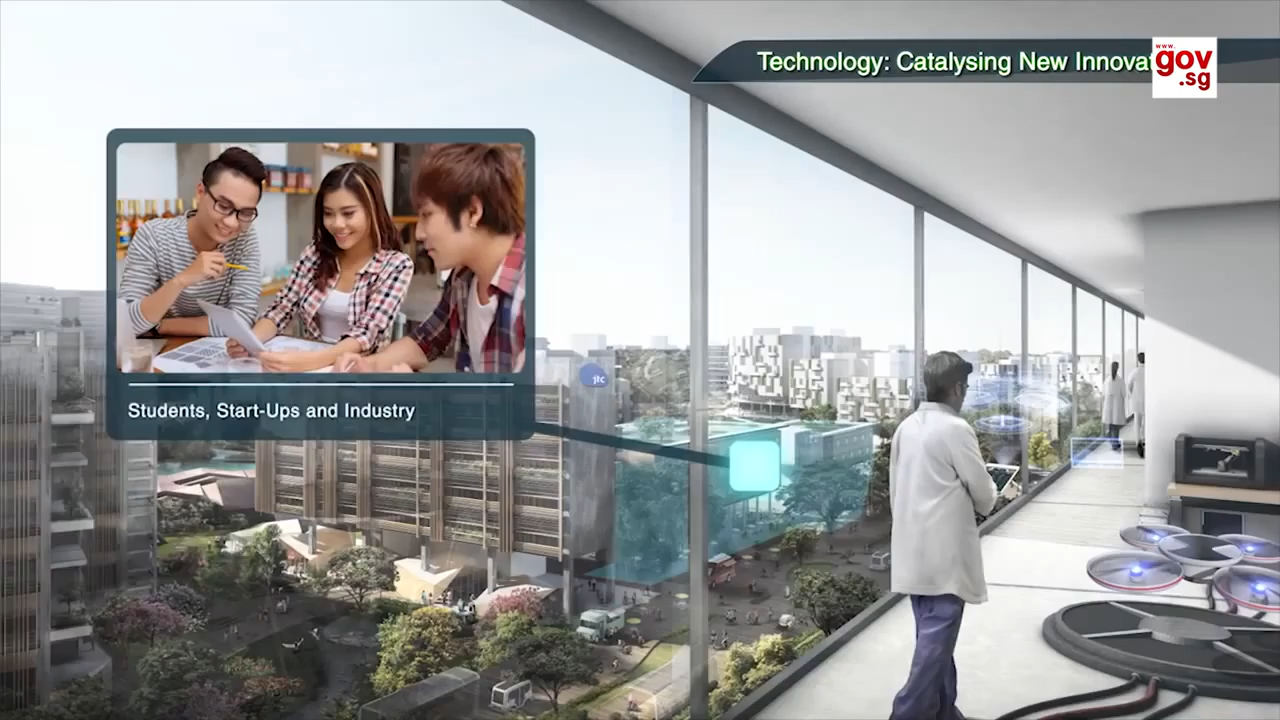 Technology: Catalysing New Innova
www.
gov
.sg
jtc
Students, Start-Ups and Industry